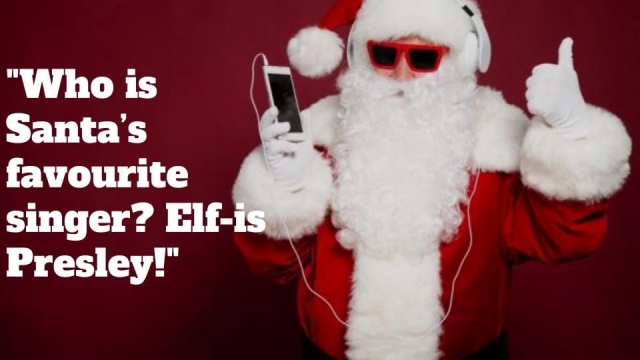 "Who is
Santa’s
favourite
singer? Elf-is
Presley!"